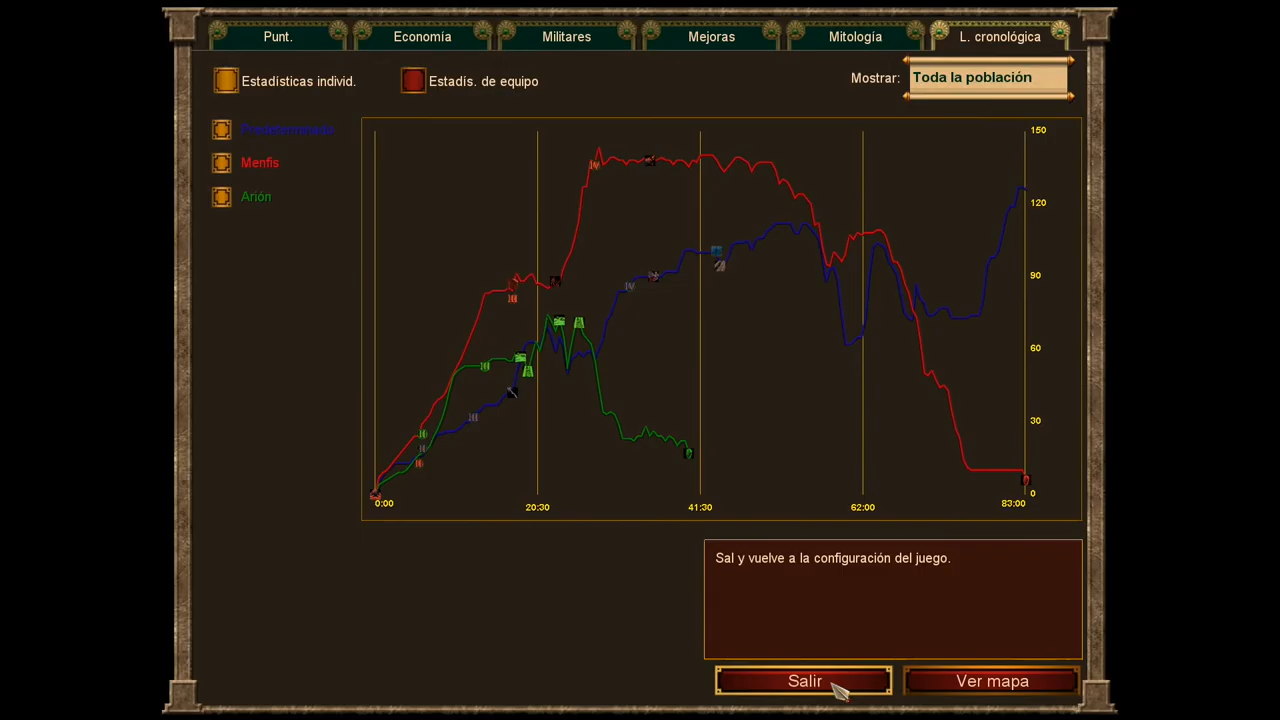 Punt.
Economía
Militares
Mejoras
Mitología
L. cronológica
Estadísticas individ.
Estadís. de equipo
Mostrar:
Toda la población
Predeterminado
Menfis
Arión
150
120
90
60
30
0
0:00
20:30
41:30
62:00
83:00
Sal y vuelve a la configuración del juego.
Salir
Ver mapa